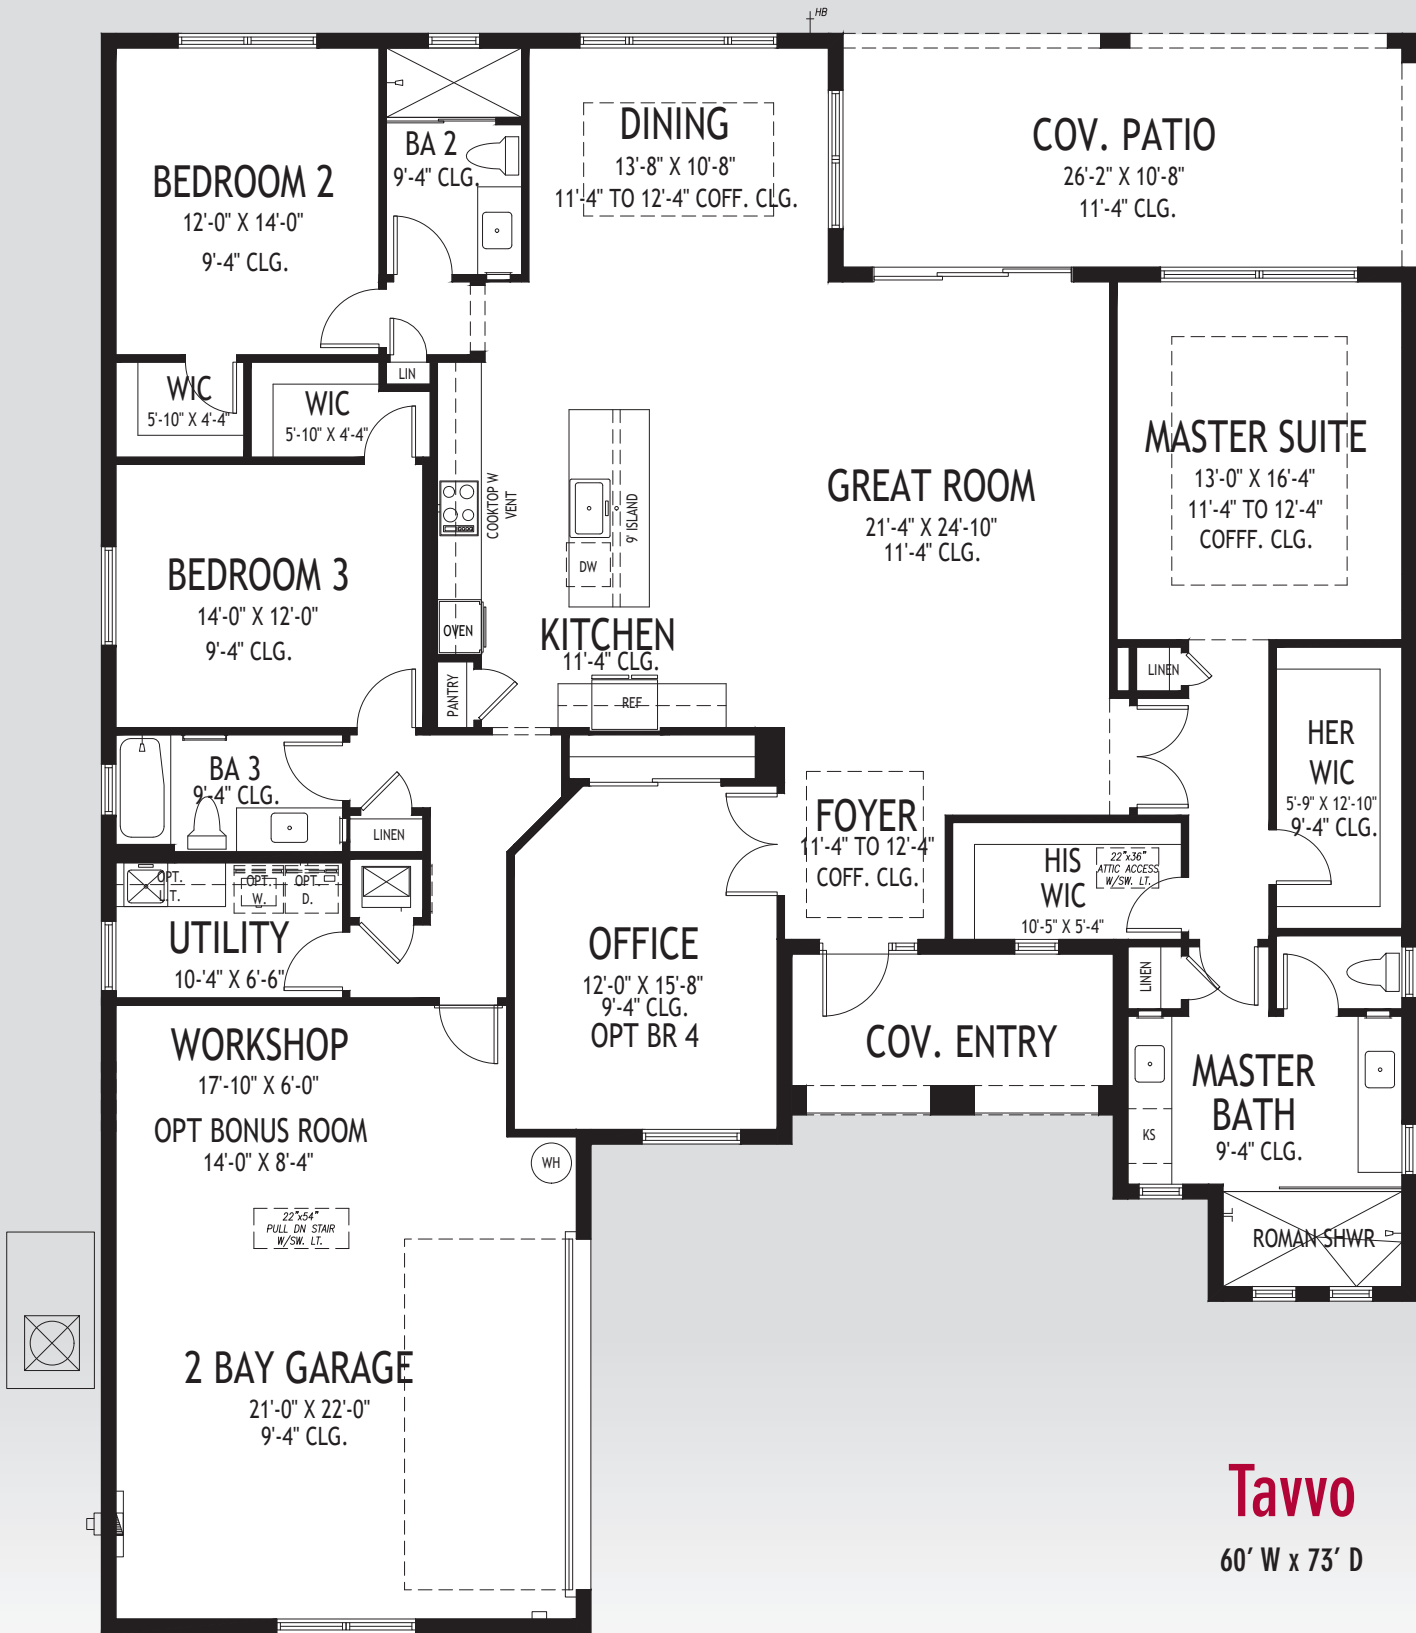 HB
BEDROOM 2
12'-0" X 14'-0"
9'-4" CLG.
BA 2
9'-4" CLG.
DINING
13'-8" X 10'-8"
11'-4" TO 12'-4" COFF. CLG.
COV. PATIO
26'-2" X 10'-8"
11'-4" CLG.
WIC
5'-10" X 4'-4"
WIC
5'-10" X 4'-4"
LIN
COOKTOP W
VENT
9' ISLAND
DW
OVEN
KITCHEN
11'-4" CLG.
PANTRY
REF
GREAT ROOM
21'-4" X 24'-10"
11'-4" CLG.
MASTER SUITE
13'-0" X 16'-4"
11'-4" TO 12'-4"
COFFF. CLG.
BEDROOM 3
14'-0" X 12'-0"
9'-4" CLG.
LINEN
HER
WIC
5'-9" X 12'-10"
9'-4" CLG.
BA 3
9'-4" CLG.
LINEN
FOYER
11'-4" TO 12'-4"
COFF. CLG.
HIS
WIC
10'-5" X 5'-4"
22"x36"
ATTIC ACCESS
W/SW. LT.
OPT.
L.T.
OPT.
W.
OPT.
D.
UTILITY
10-'4" X 6'-6"
OFFICE
12'-0" X 15'-8"
9'-4" CLG.
OPT BR 4
COV. ENTRY
LINEN
MASTER
BATH
9'-4" CLG.
KS
ROMAN SHWR
WORKSHOP
17'-10" X 6'-0"
OPT BONUS ROOM
14'-0" X 8'-4"
WH
22"x54"
PULL DN STAIR
W/SW. LT.
2 BAY GARAGE
21'-0" X 22'-0"
9'-4" CLG.
Tavvo
60' W x 73' D